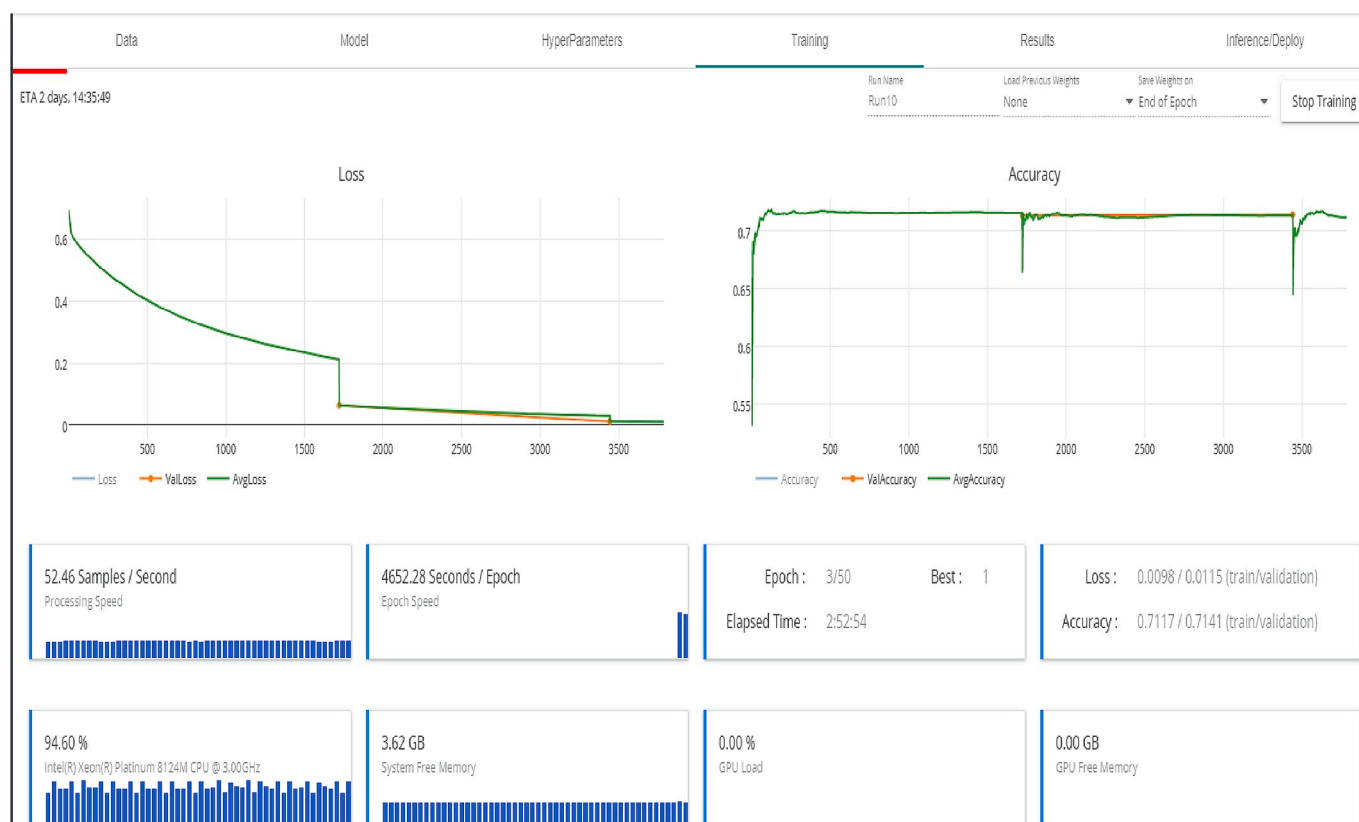 Data Model HyperParameters Training Results Inference/Deploy
ETA 2 days, 14:35:49
Run Name Load Previous Weights Save Weights on
Run10 None End of Epoch Stop Training
Loss
0.6
0.4
0.2
0
500 1000 1500 2000 2500 3000 3500
Loss ValLoss AvgLoss
Accuracy
0.7
0.65
0.6
0.55
500 1000 1500 2000 2500 3000 3500
Accuracy ValAccuracy AvgAccuracy
52.46 Samples / Second
Processing Speed
4652.28 Seconds / Epoch
Epoch Speed
Epoch : 3/50 Best : 1
Elapsed Time : 2:52:54
Loss : 0.0098 / 0.0115 (train/validation)
Accuracy : 0.7117 / 0.7141 (train/validation)
94.60 %
Intel(R) Xeon(R) Platinum 8124M CPU @ 3.00GHz
3.62 GB
System Free Memory
0.00 %
GPU Load
0.00 GB
GPU Free Memory